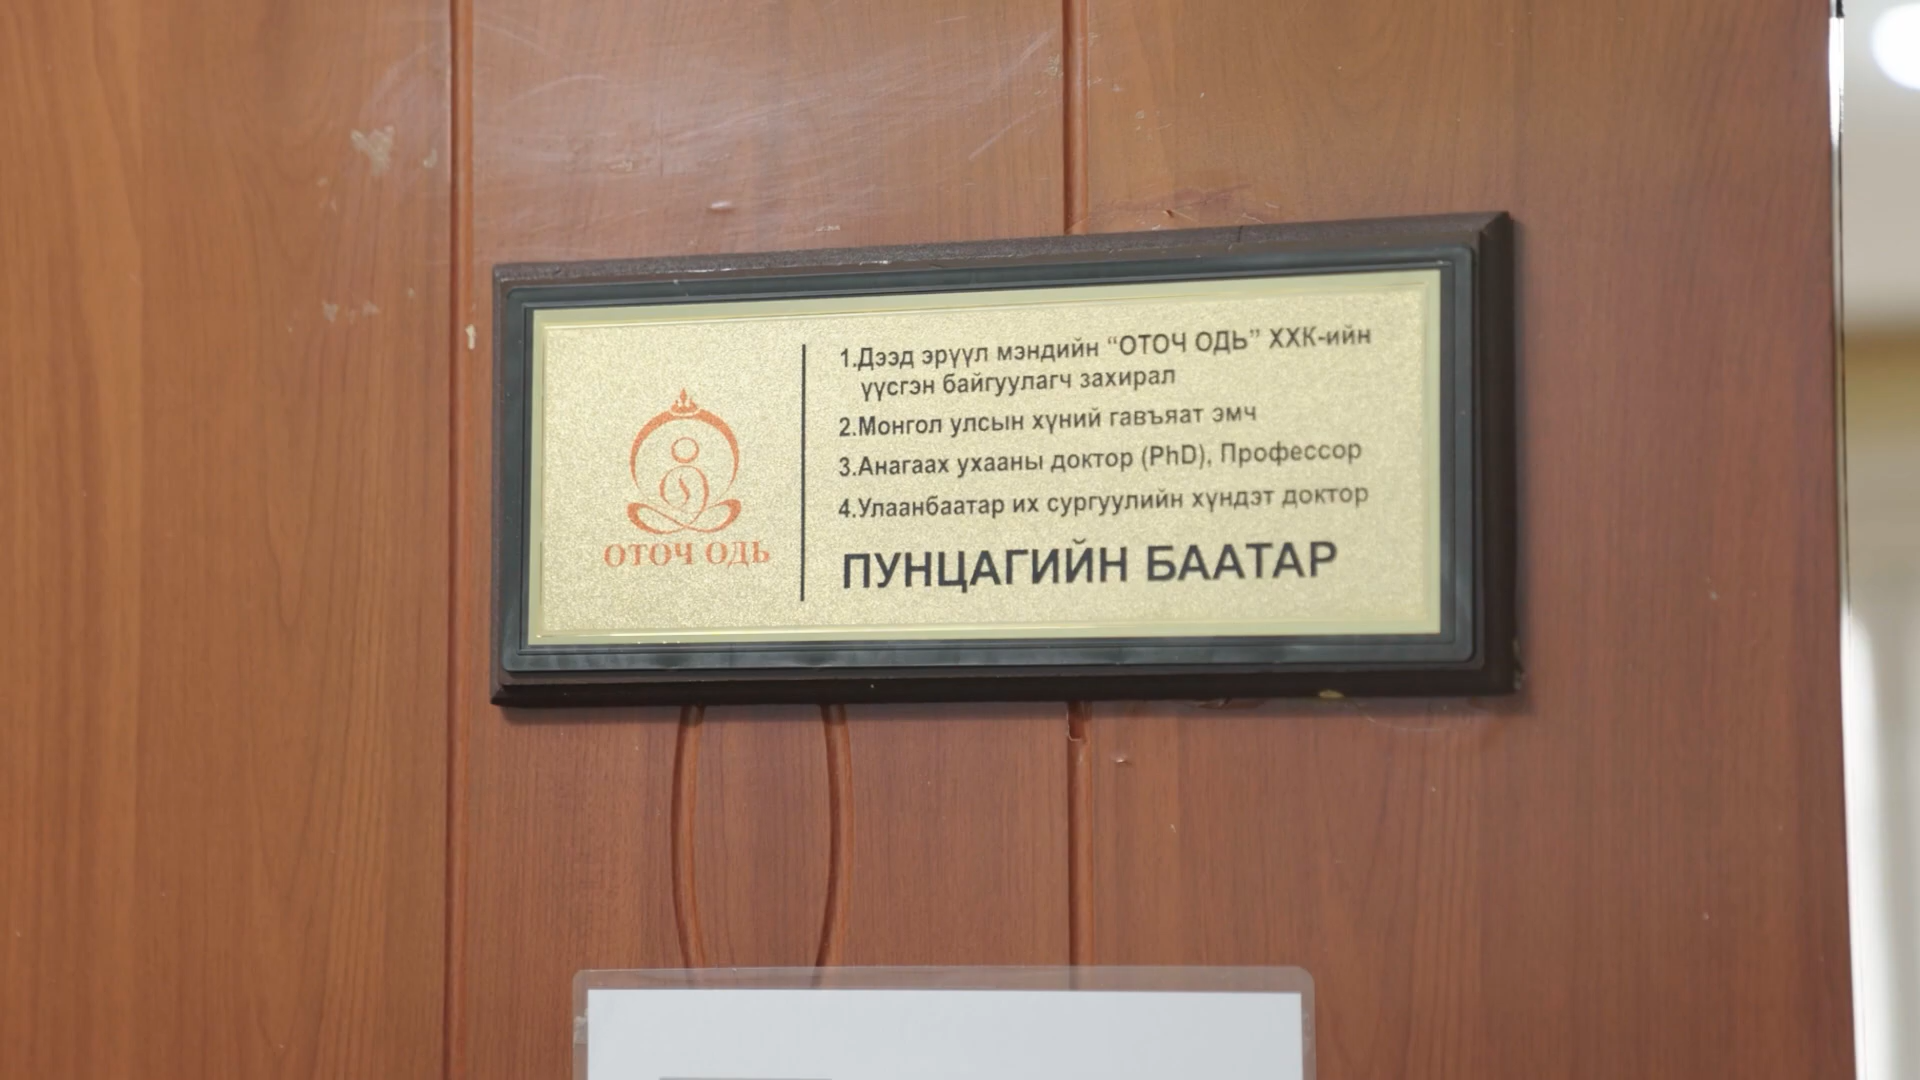 ОТОЧ ОДЬ
1.Дээд эрүүл мэндийн “ОТОЧ ОДЬ” ХХК-ийн
үүсгэн байгуулагч захирал
2.Монгол улсын хүний гавъяат эмч
3.Анагаах ухааны доктор (PhD), Профессор
4.Улаанбаатар их сургуулийн хүндэт доктор
ПУНЦАГИЙН БААТАР